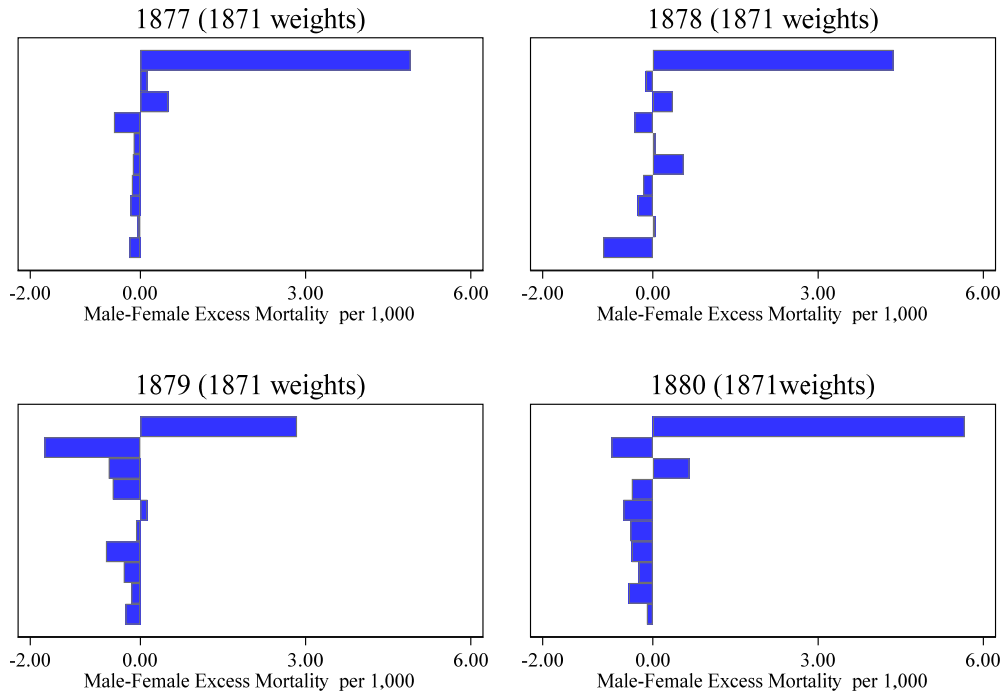 1877 (1871 weights)
-2.00 0.00 3.00 6.00
Male-Female Excess Mortality  per 1,000
1878 (1871 weights)
-2.00 0.00 3.00 6.00
Male-Female Excess Mortality  per 1,000
1879 (1871 weights)
-2.00 0.00 3.00 6.00
Male-Female Excess Mortality  per 1,000
1880 (1871weights)
-2.00 0.00 3.00 6.00
Male-Female Excess Mortality  per 1,000